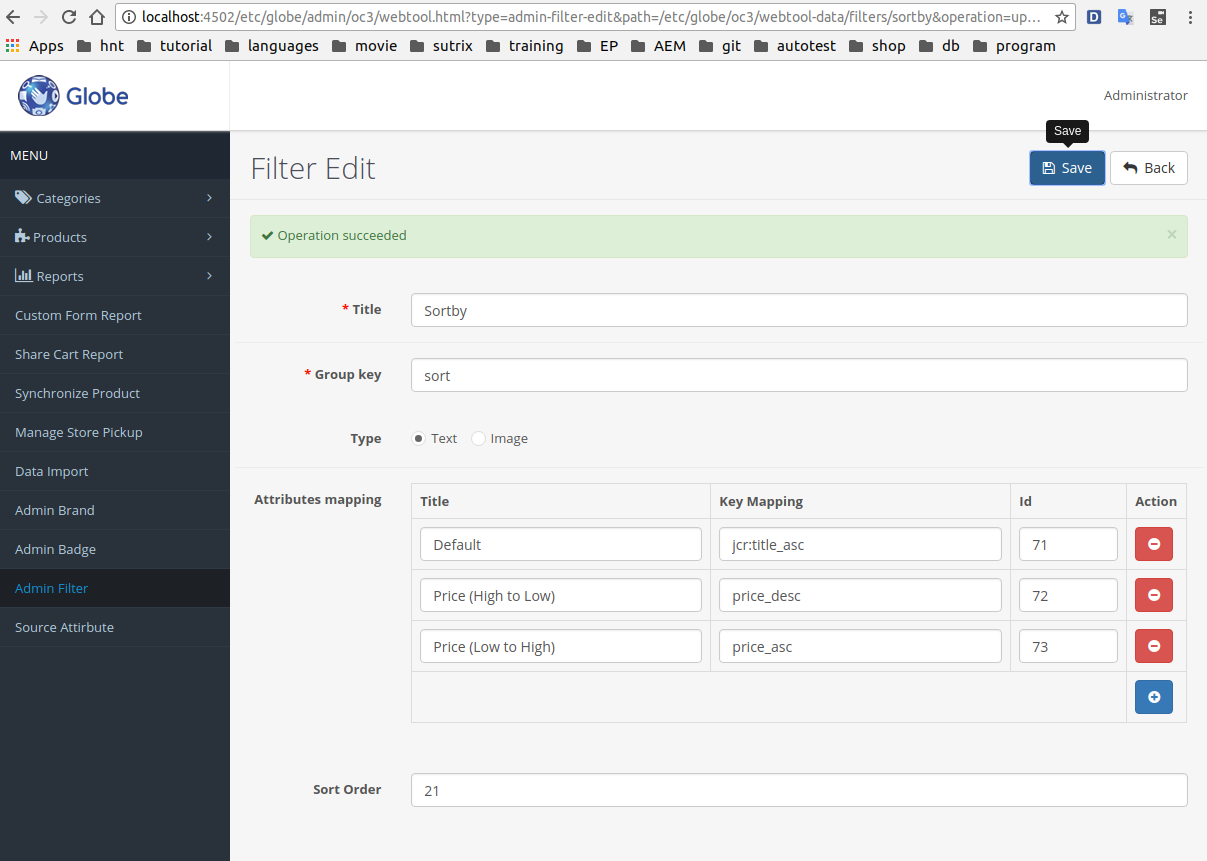 localhost:4502/etc/globe/admin/oc3/webtool.html?type=admin-filter-edit&path=/etc/globe/oc3/webtool-data/filters/sortby&operation=up...
D
G
Se
Apps hnt tutorial languages movie sutrix training EP AEM git autotest shop db program
Globe
Administrator
Save
MENU
Filter Edit
Save
Back
Categories
Products
Reports
Custom Form Report
Share Cart Report
Synchronize Product
Manage Store Pickup
Data Import
Admin Brand
Admin Badge
Admin Filter
Source Attirbute
Operation succeeded ×
* Title Sortby
* Group key sort
Type Text Image
Attributes mapping
Title Key Mapping Id Action
Default jcr:title_asc 71
Price (High to Low) price_desc 72
Price (Low to High) price_asc 73
Sort Order 21